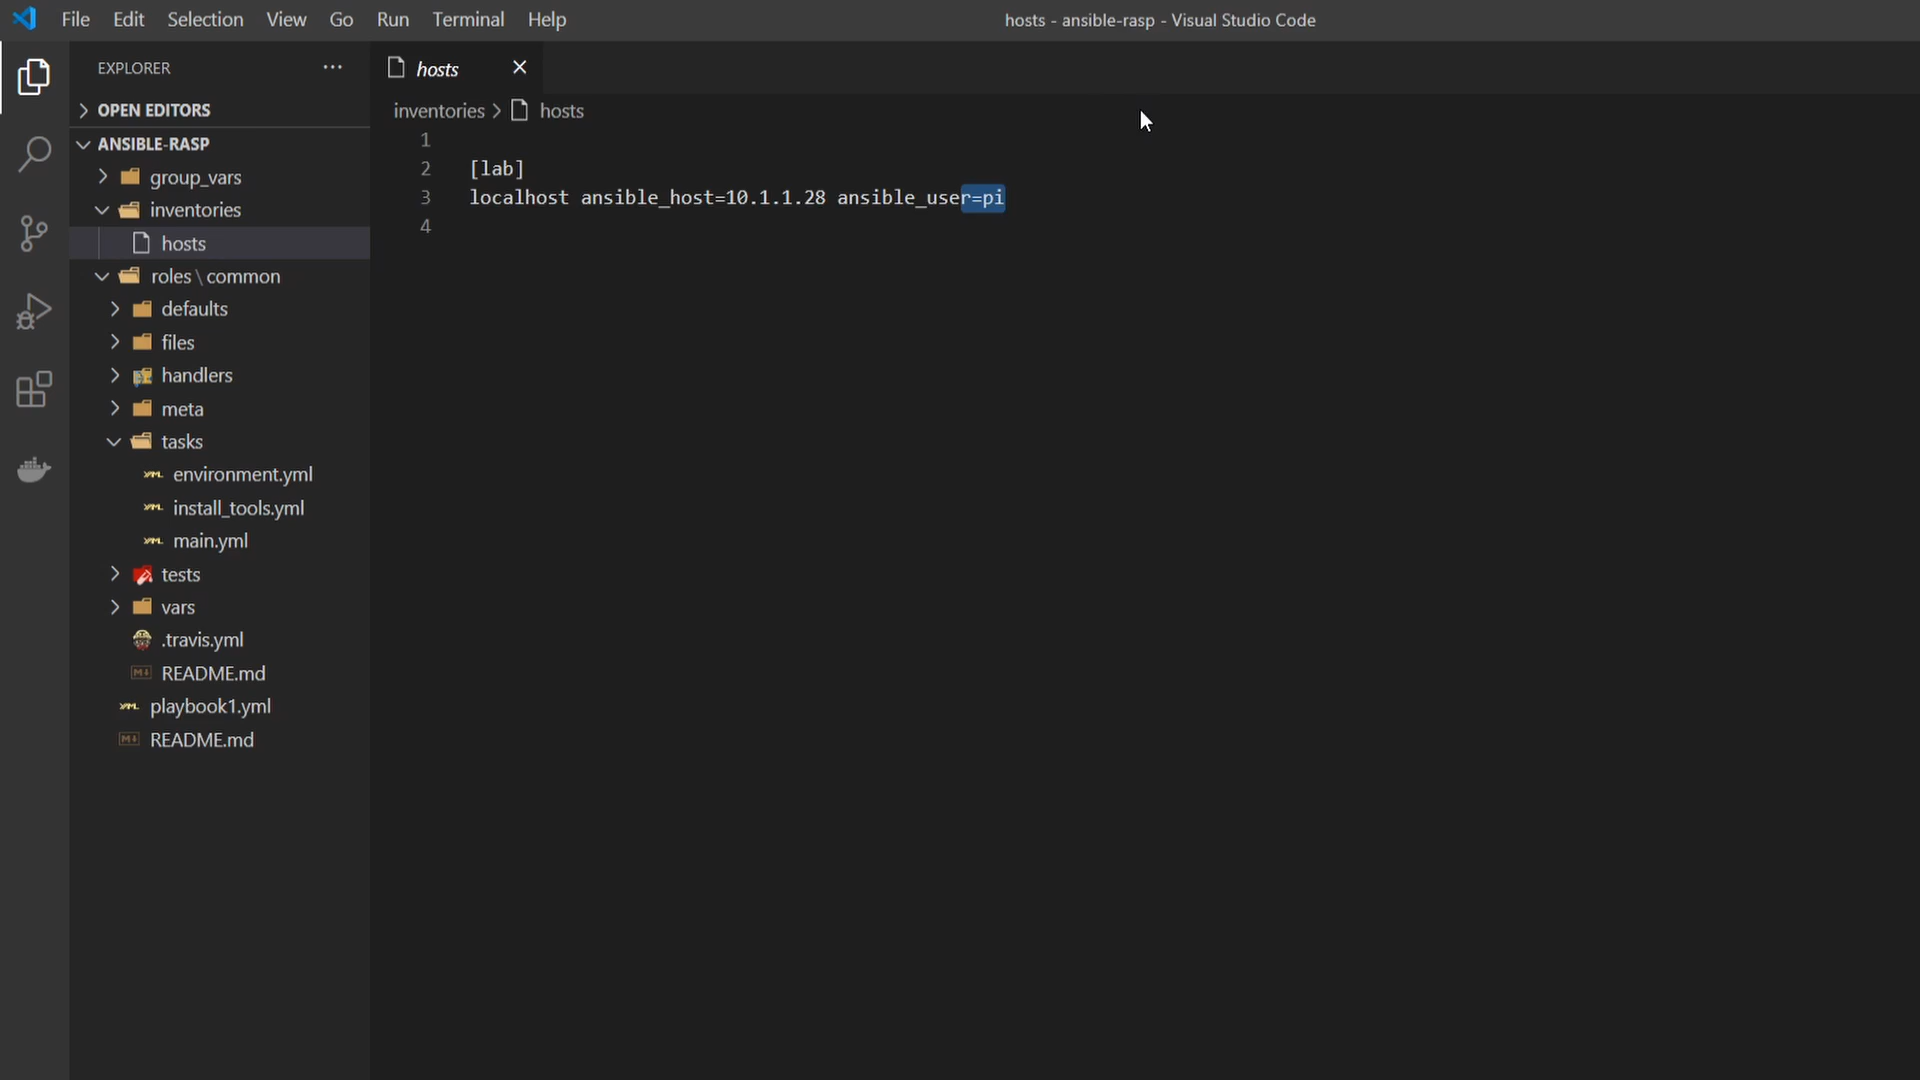 File Edit Selection View Go Run Terminal Help
hosts - ansible-rasp - Visual Studio Code
EXPLORER
OPEN EDITORS
ANSIBLE-RASP
group_vars
inventories
hosts
roles \ common
defaults
files
handlers
meta
tasks
environment.yml
install_tools.yml
main.yml
tests
vars
.travis.yml
README.md
playbook1.yml
README.md
hosts
inventories > hosts
1
2 [lab]
3 localhost ansible_host=10.1.1.28 ansible_user=pi
4